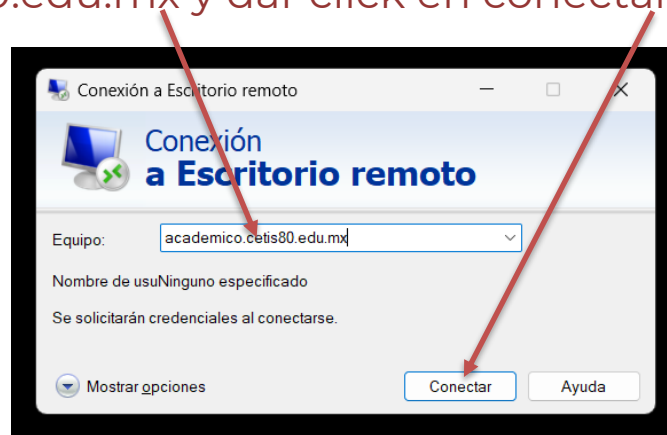 o.edu.mx y dar click en conectar
Conexión a Escritorio remoto
Conexión
a Escritorio remoto
Equipo: academico.cetis80.edu.mx
Nombre de usuNinguno especificado
Se solicitarán credenciales al conectarse.
Mostrar opciones Conectar Ayuda